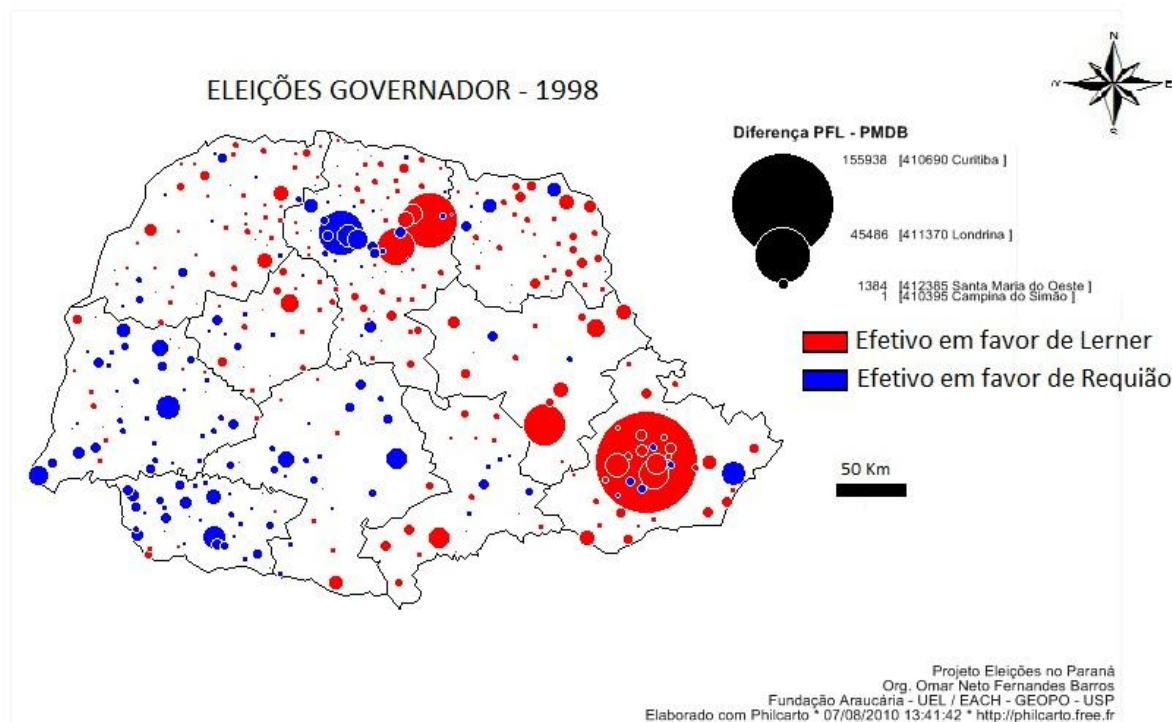 N
E
S
ELEIÇÕES GOVERNADOR - 1998
Diferença PFL - PMDB
155938 [410690 Curitiba ]
45486 [411370 Londrina ]
1384 [412385 Santa Maria do Oeste ]
1 [410395 Campina do Simão ]
Efetivo em favor de Lerner
Efetivo em favor de Requião
50 Km
Projeto Eleições no Paraná
Org. Omar Neto Fernandes Barros
Fundação Araucária - UEL / EACH - GEOPO - USP
Elaborado com Philcarto * 07/08/2010 13:41:42 * http://philcarto.free.fr